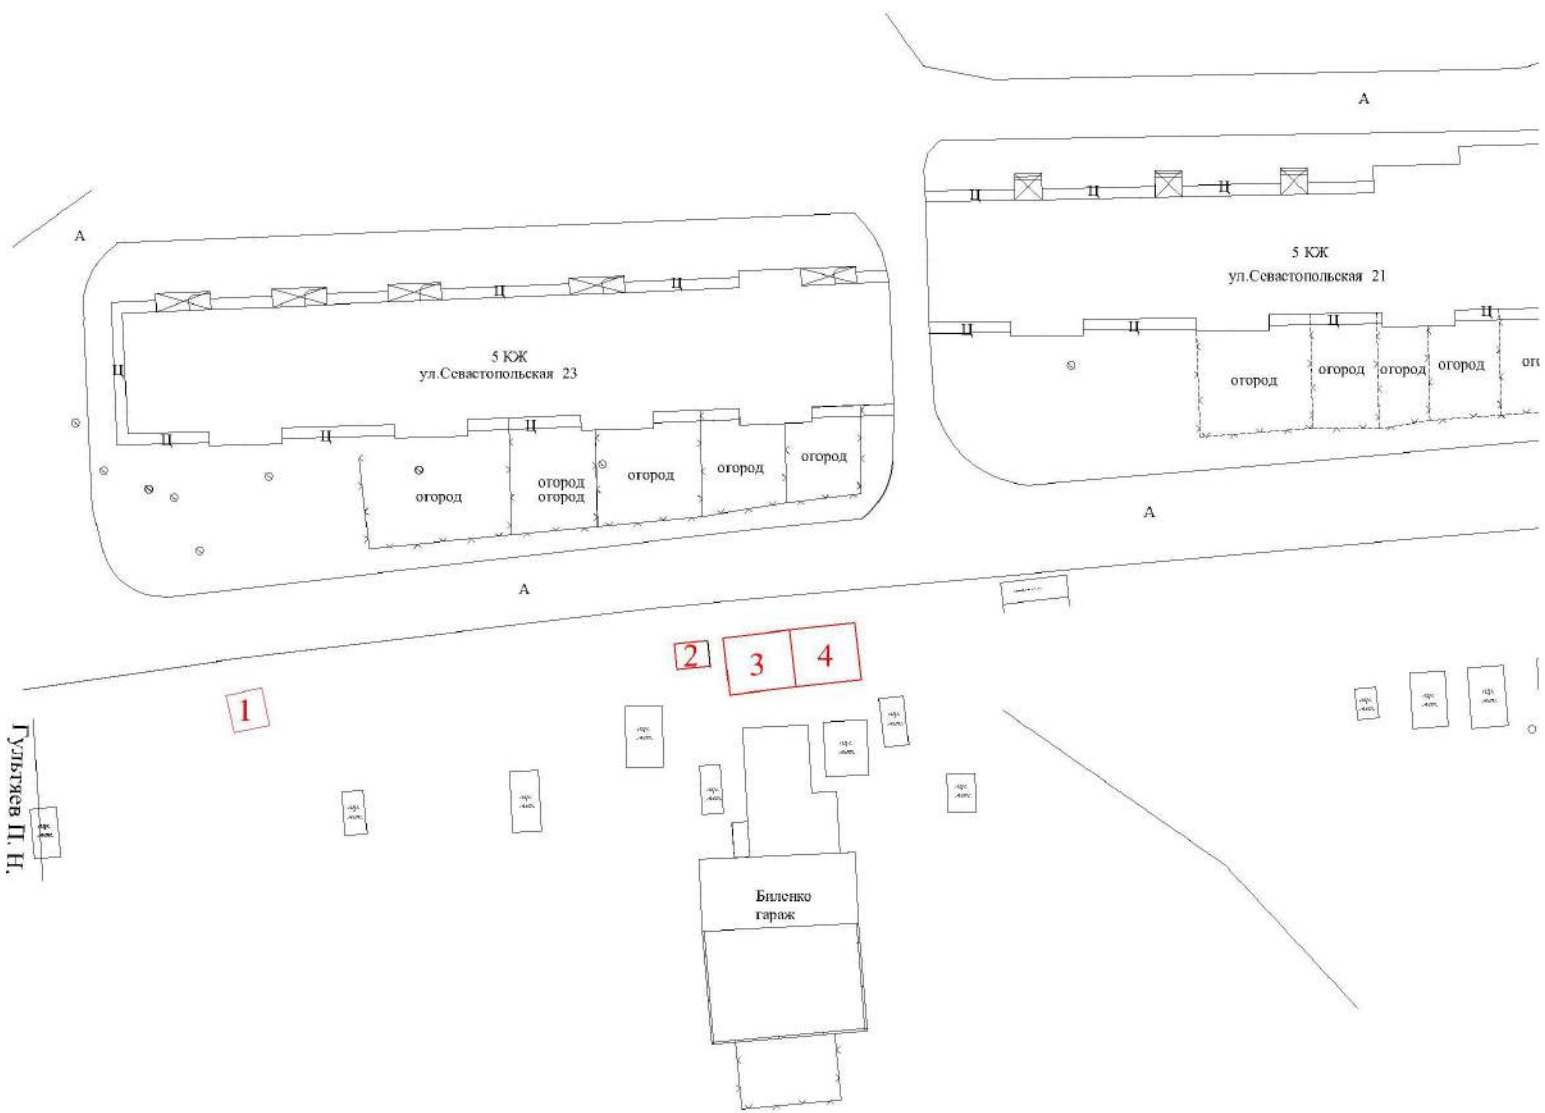 А
Ц
Ц
Ц
5 КЖ
ул.Севастопольская 21
А
Ц
Ц
Ц
Ц
Ц
Ц
5 КЖ
ул.Севастопольская 23
Ц
Ц
Ц
Ц
огород
огород
огород
огород
огород
огород
огород
огород
огород
огород
огород
А
А
1
2
3
4
Гультяев П. Н.
Биленко
гараж